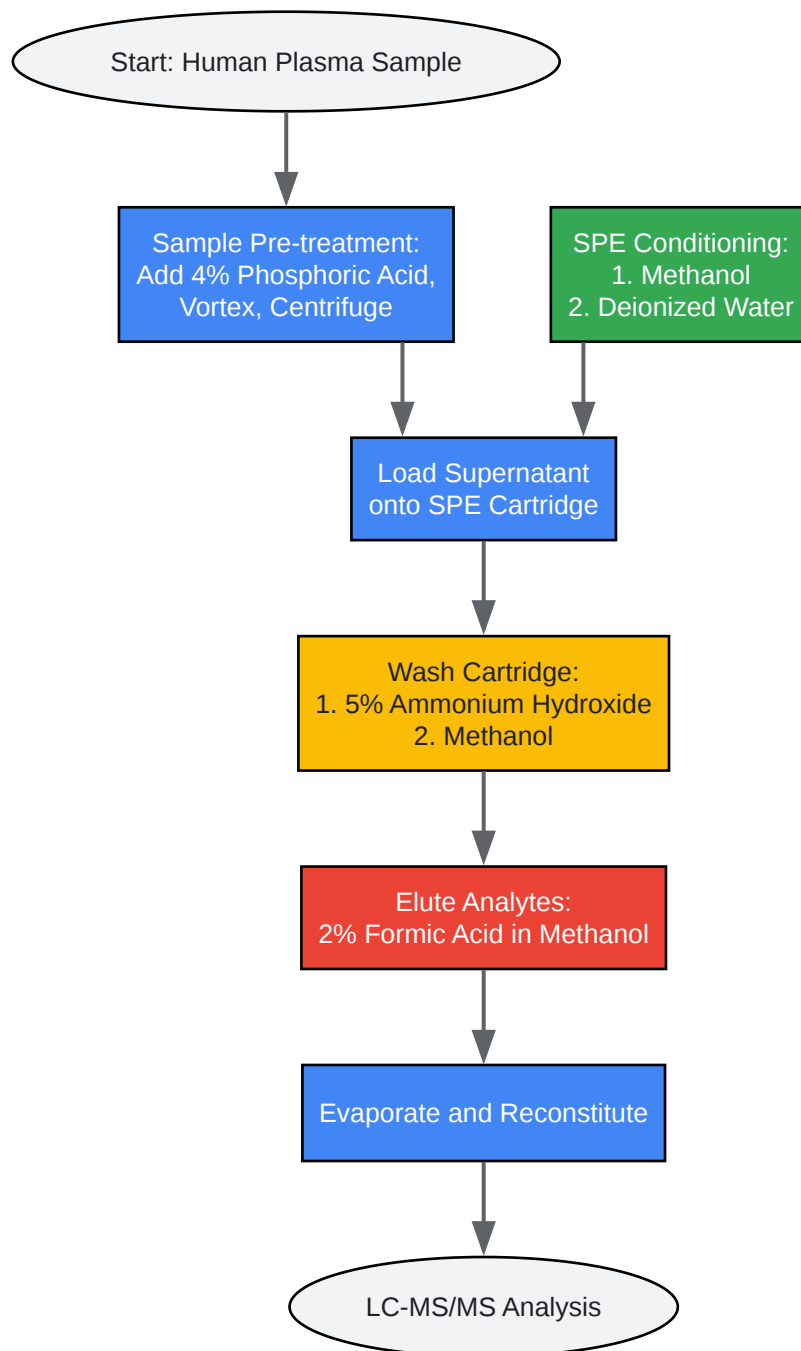 Start: Human Plasma Sample
Sample Pre-treatment:
Add 4% Phosphoric Acid,
Vortex, Centrifuge
SPE Conditioning:
1. Methanol
2. Deionized Water
Load Supernatant
onto SPE Cartridge
Wash Cartridge:
1. 5% Ammonium Hydroxide
2. Methanol
Elute Analytes:
2% Formic Acid in Methanol
Evaporate and Reconstitute
LC-MS/MS Analysis